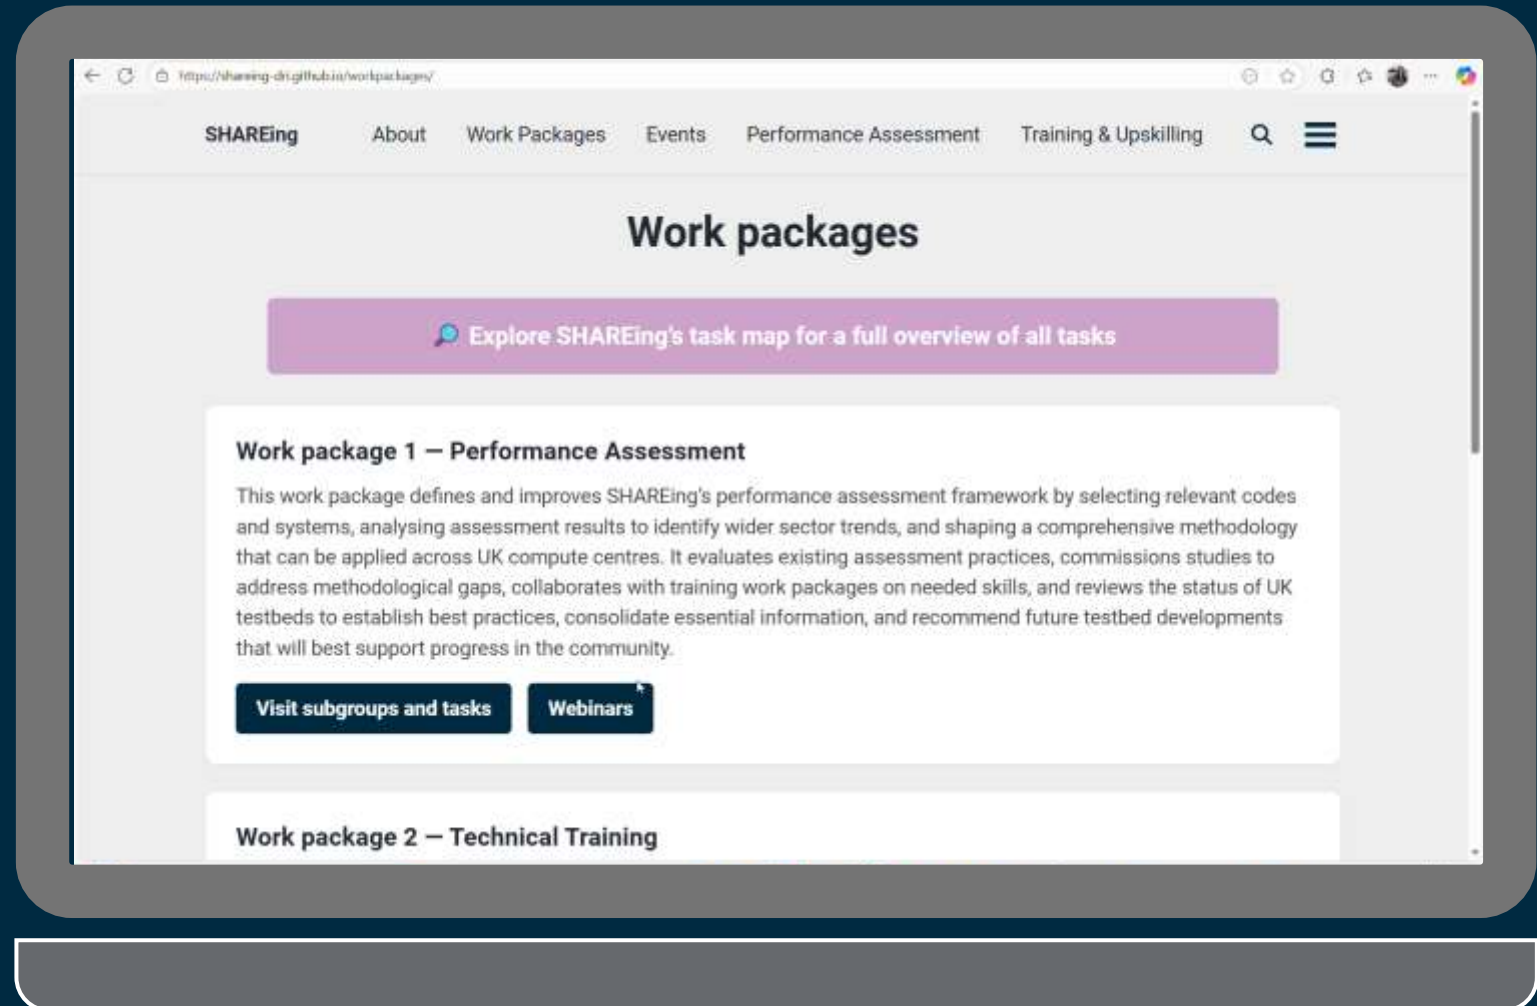 https://shareing-dri.github.io/workpackages/
SHAREing About Work Packages Events Performance Assessment Training & Upskilling
Work packages
Explore SHAREing's task map for a full overview of all tasks
Work package 1 — Performance Assessment
This work package defines and improves SHAREing's performance assessment framework by selecting relevant codes
and systems, analysing assessment results to identify wider sector trends, and shaping a comprehensive methodology
that can be applied across UK compute centres. It evaluates existing assessment practices, commissions studies to
address methodological gaps, collaborates with training work packages on needed skills, and reviews the status of UK
testbeds to establish best practices, consolidate essential information, and recommend future testbed developments
that will best support progress in the community.
Visit subgroups and tasks Webinars
Work package 2 — Technical Training